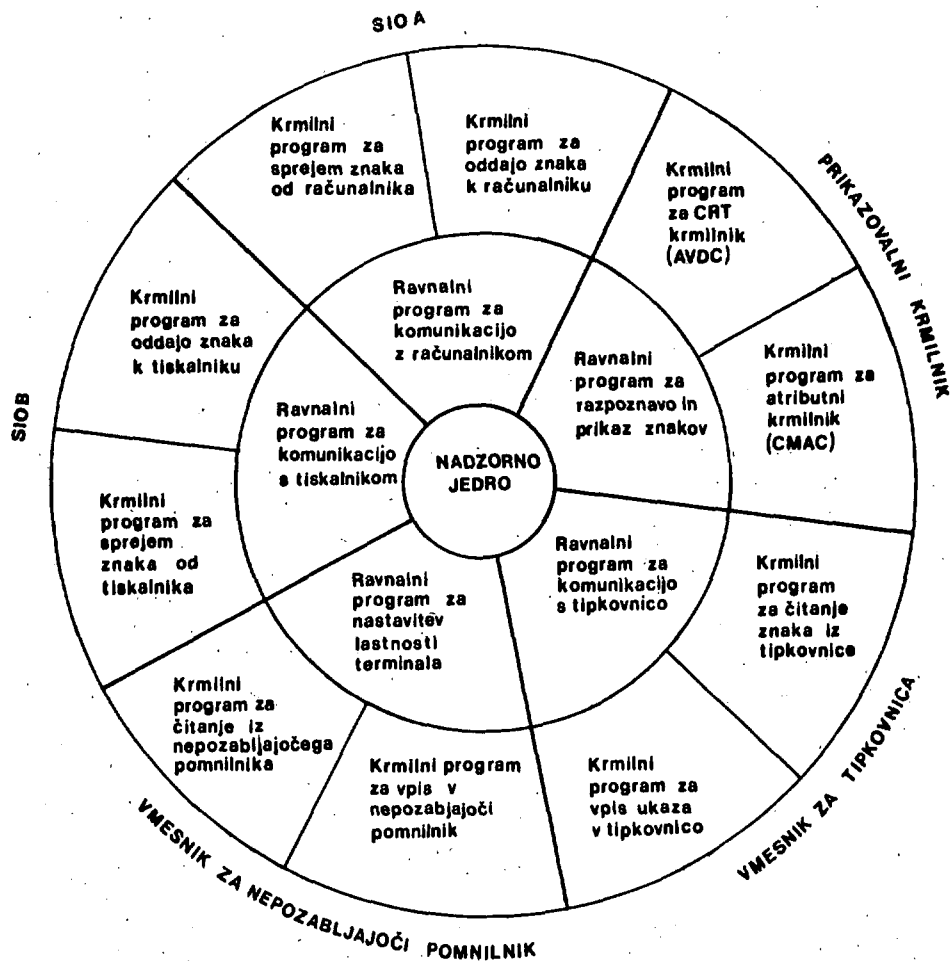 SIO A
Krmilni
program za
sprejem znaka
od računalnika
Krmilni
program za
oddajo znaka
k računalniku
Krmilni
program
za CRT
krmilnik
(AVDC)
PRIKAZOVALNI KRMILNIK
Krmilni
program za
atributni
krmilnik
(CMAC)
Krmilni
program za
oddajo znaka
k tiskalniku
SIOB
Krmilni
program za
sprejem
znaka od
tiskalnika
Ravnalni
program za
komunikacijo
z računalnikom
Ravnalni
program za
razpoznavo in
prikaz znakov
Ravnalni
program za
komunikacijo
s tiskalnikom
NADZORNO
JEDRO
Ravnalni
program za
komunikacijo
s tipkovnico
Ravnalni
program za
nastavitev
lastnosti
terminala
Krmilni
program
za čitanje
znaka iz
tipkovnice
Krmilni
program za
čitanje iz
nepozabljajočega
pomnilnika
Krmilni program
za vpis v
nepozabjajoči
pomnilnik
Krmilni
program za
vpis ukaza
v tipkovnico
VMESNIK ZA TIPKOVNICA
VMESNIK ZA NEPOZABLJAJOČI POMNILNIK